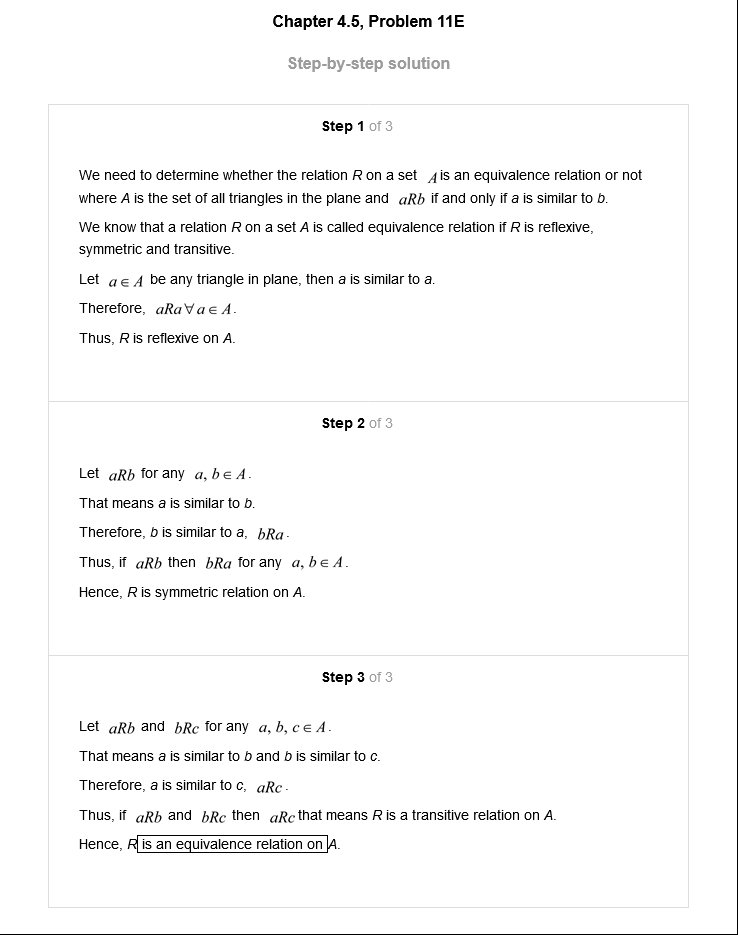 Chapter 4.5, Problem 11E
Step-by-step solution
Step 1 of 3
We need to determine whether the relation R on a set A is an equivalence relation or not
where A is the set of all triangles in the plane and aRb if and only if a is similar to b.
We know that a relation R on a set A is called equivalence relation if R is reflexive,
symmetric and transitive.
Let a ∈ A be any triangle in plane, then a is similar to a.
Therefore, aRa ∀ a ∈ A.
Thus, R is reflexive on A.
Step 2 of 3
Let aRb for any a, b ∈ A.
That means a is similar to b.
Therefore, b is similar to a, bRa.
Thus, if aRb then bRa for any a, b ∈ A.
Hence, R is symmetric relation on A.
Step 3 of 3
Let aRb and bRc for any a, b, c ∈ A.
That means a is similar to b and b is similar to c.
Therefore, a is similar to c, aRc.
Thus, if aRb and bRc then aRc that means R is a transitive relation on A.
Hence, R is an equivalence relation on A.